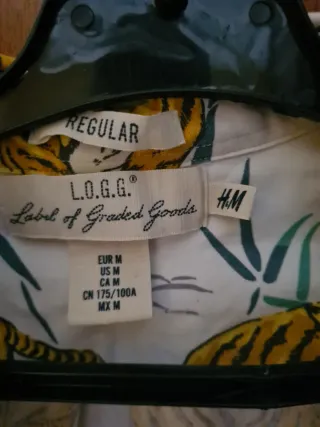 REGULAR
L.O.G.G.®
Label of Graded Goods
H&M
EUR M
US M
CA M
CN 175/100A
MX M